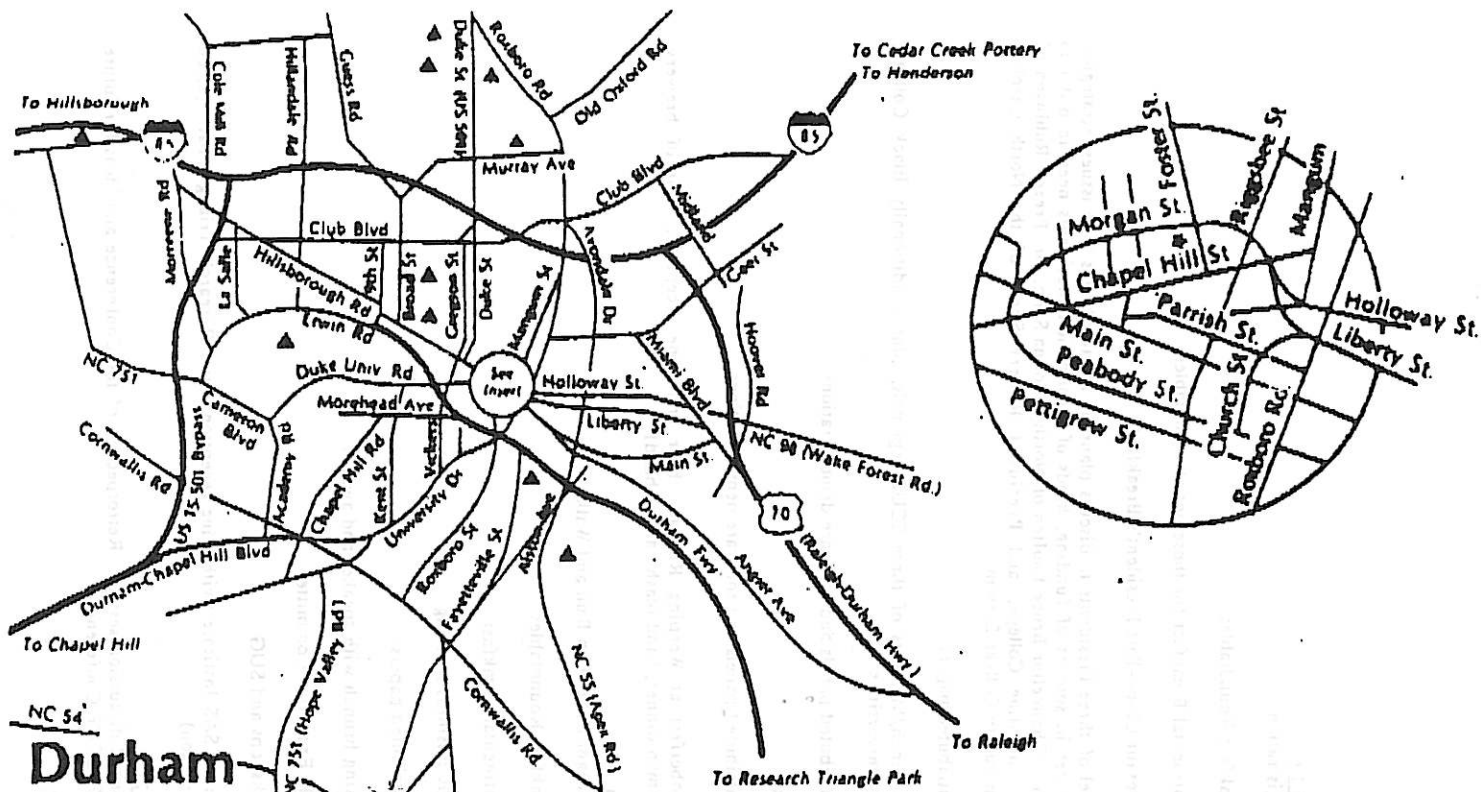 To Hillsborough
85
Cole Mill Rd
Hillandale Rd
Guess Rd
Duke St (US 501)
Roxboro Rd
Old Oxford Rd
To Cedar Creek Pottery
To Henderson
85
Murray Ave
Club Blvd
Midland
Geer St
Morreene Rd
Club Blvd
La Salle
Hillsborough Rd
9th St
Broad St
Gregson St
Duke St
Mangum St
Avondale Dr
Erwin Rd
Miami Blvd
Hoover Rd
NC 751
Duke Univ Rd
See
Insert
Holloway St.
Cameron
Blvd
Morehead Ave
Liberty St.
NC 98 (Wake Forest Rd.)
Cornwallis Rd
US 15-501 Bypass
Academy Rd
Chapel Hill Rd
Kent St
Vickers
University Dr
Main St.
70
Roxboro St
Fayetteville St
Alston Ave
Durham Fwy
Angier Ave
(Raleigh-Durham Hwy)
Durham-Chapel Hill Blvd
To Chapel Hill
NC 751 (Hope Valley Rd)
Cornwallis Rd
NC 55 (Apex Rd)
To Raleigh
To Research Triangle Park
NC 54
Durham
Foster St.
Riggsbee St
Mangum
Morgan St.
Chapel Hill St
Holloway St.
Parrish St.
Liberty St.
Main St.
Peabody St.
Church St
Pettigrew St.
Roxboro Rd.